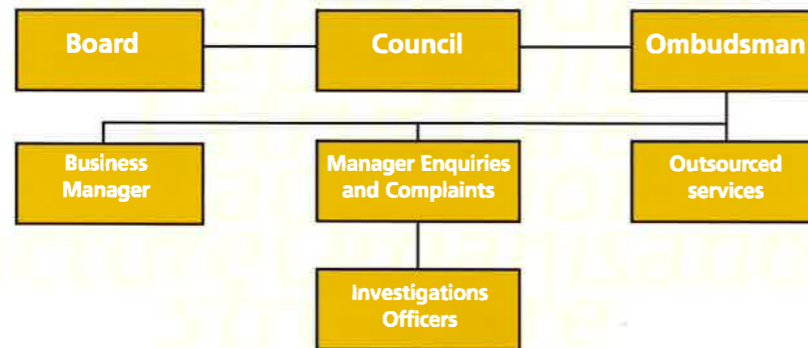 Board
Council
Ombudsman
Business
Manager
Manager Enquiries
and Complaints
Outsourced
services
Investigations
Officers